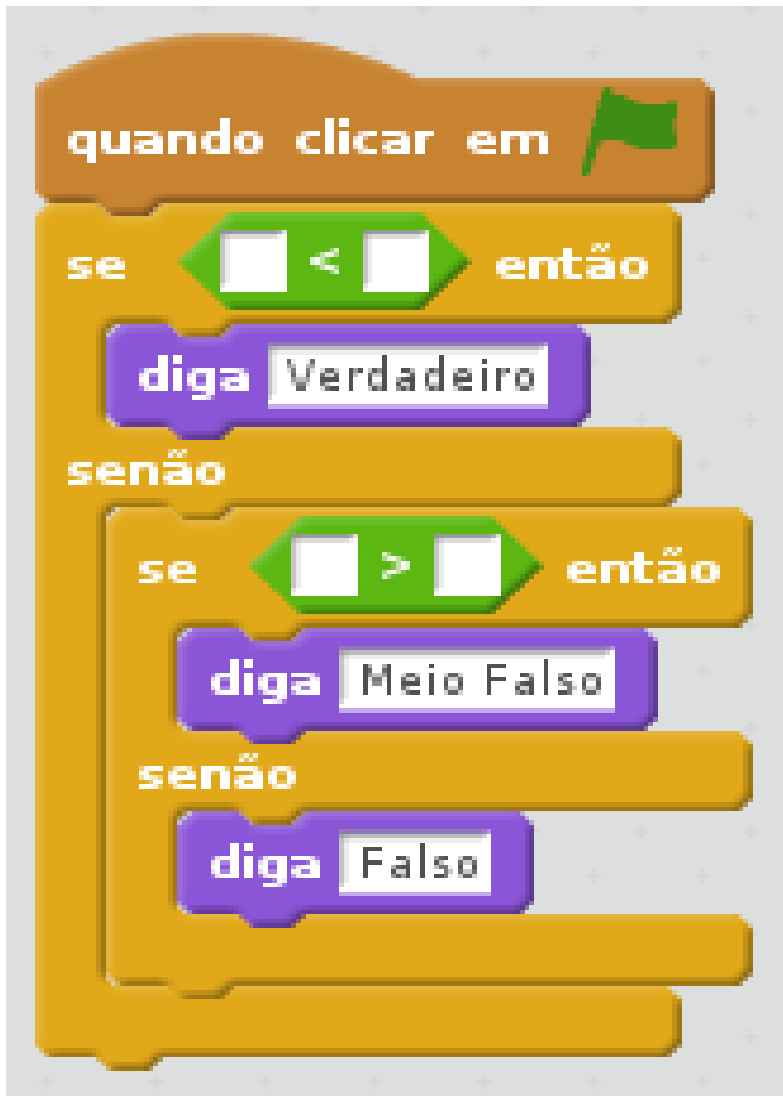 quando clicar em
se < então
diga Verdadeiro
senão
se > então
diga Meio Falso
senão
diga Falso